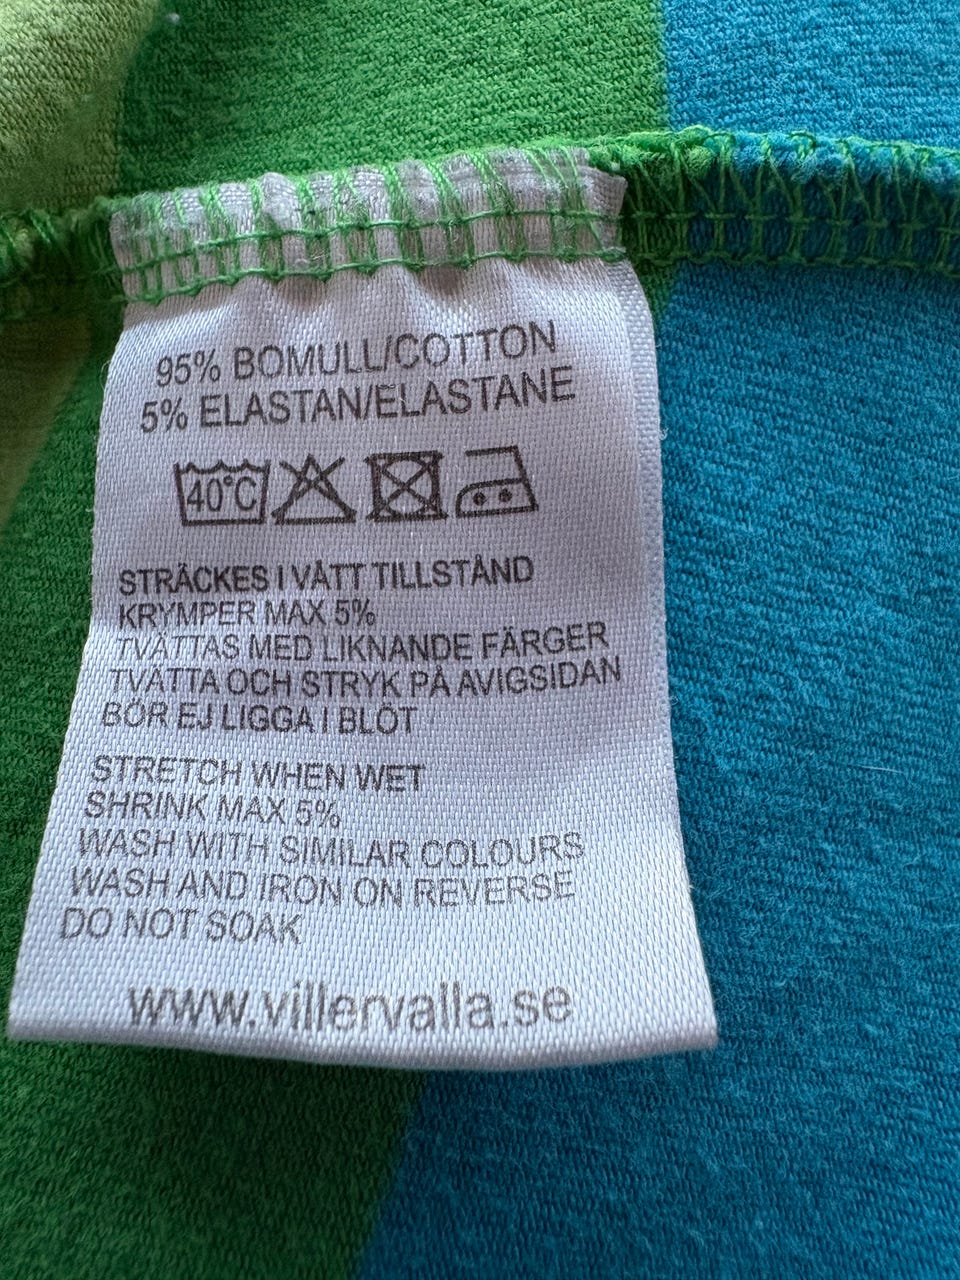 95% BOMULL/COTTON
5% ELASTAN/ELASTANE
40°C
STRÄCKES I VÅTT TILLSTÅND
KRYMPER MAX 5%
TVÄTTAS MED LIKNANDE FÄRGER
TVÄTTA OCH STRYK PÅ AVIGSIDAN
BÖR EJ LIGGA I BLÖT
STRETCH WHEN WET
SHRINK MAX 5%
WASH WITH SIMILAR COLOURS
WASH AND IRON ON REVERSE
DO NOT SOAK
www.villervalla.se